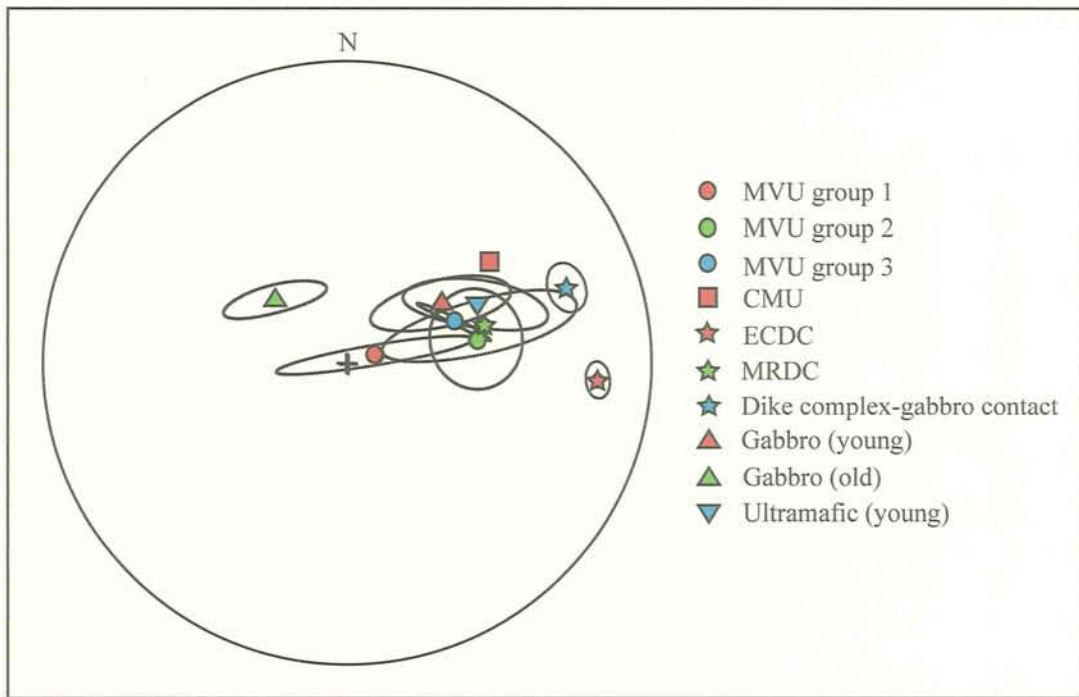 N
MVU group 1
MVU group 2
MVU group 3
CMU
ECDC
MRDC
Dike complex-gabbro contact
Gabbro (young)
Gabbro (old)
Ultramafic (young)